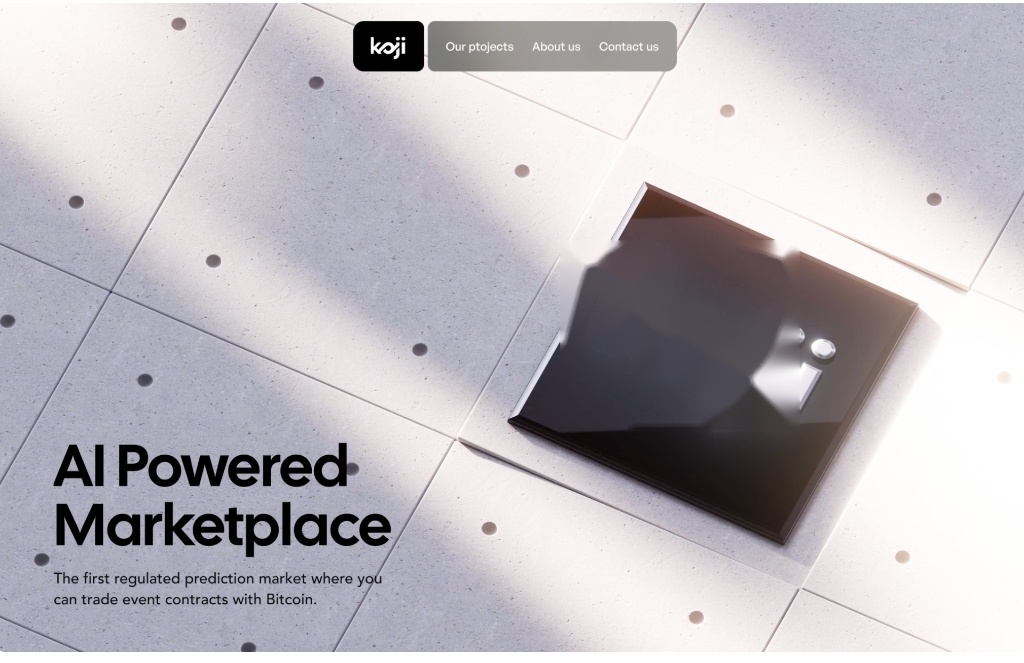 koji
Our ptojects About us Contact us
AI Powered
Marketplace
The first regulated prediction market where you
can trade event contracts with Bitcoin.